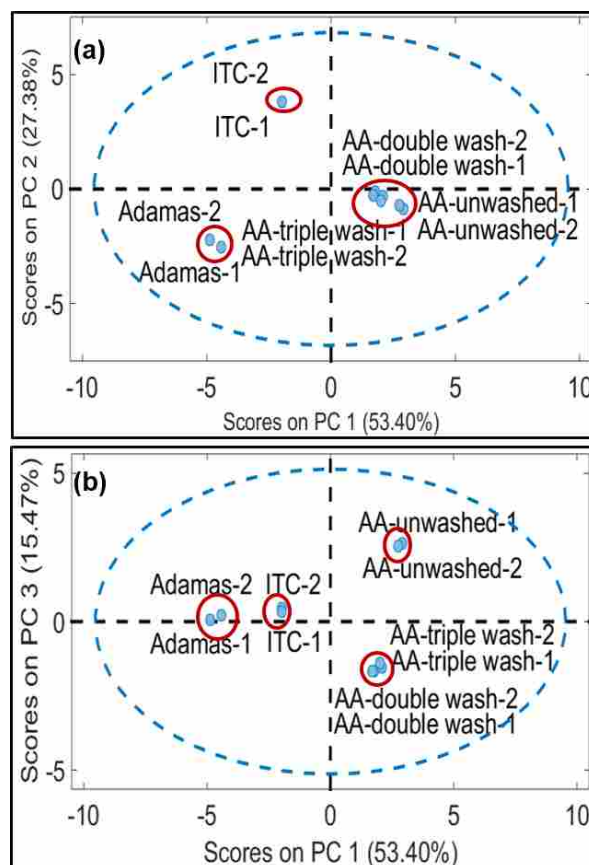 (a)
Scores on PC 2 (27.38%)
5
0
-5
ITC-2
ITC-1
AA-double wash-2
AA-double wash-1
AA-unwashed-1
AA-unwashed-2
Adamas-2
Adamas-1
AA-triple wash-1
AA-triple wash-2
-10 -5 0 5 10
Scores on PC 1 (53.40%)
(b)
Scores on PC 3 (15.47%)
5
0
-5
AA-unwashed-1
AA-unwashed-2
Adamas-2
Adamas-1
ITC-2
ITC-1
AA-triple wash-2
AA-triple wash-1
AA-double wash-2
AA-double wash-1
-10 -5 0 5 10
Scores on PC 1 (53.40%)